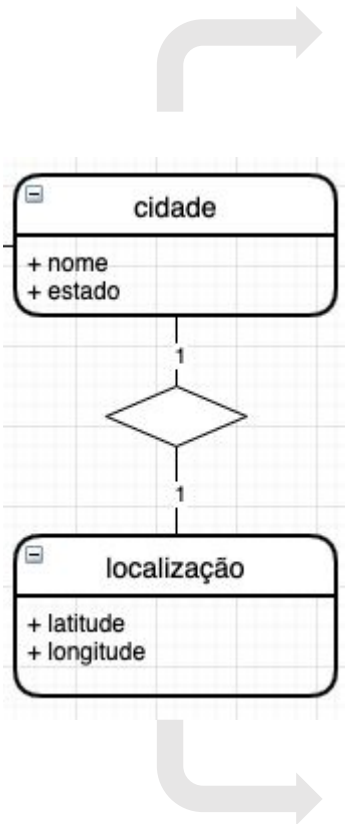 cidade
+ nome
+ estado
1
1
localização
+ latitude
+ longitude